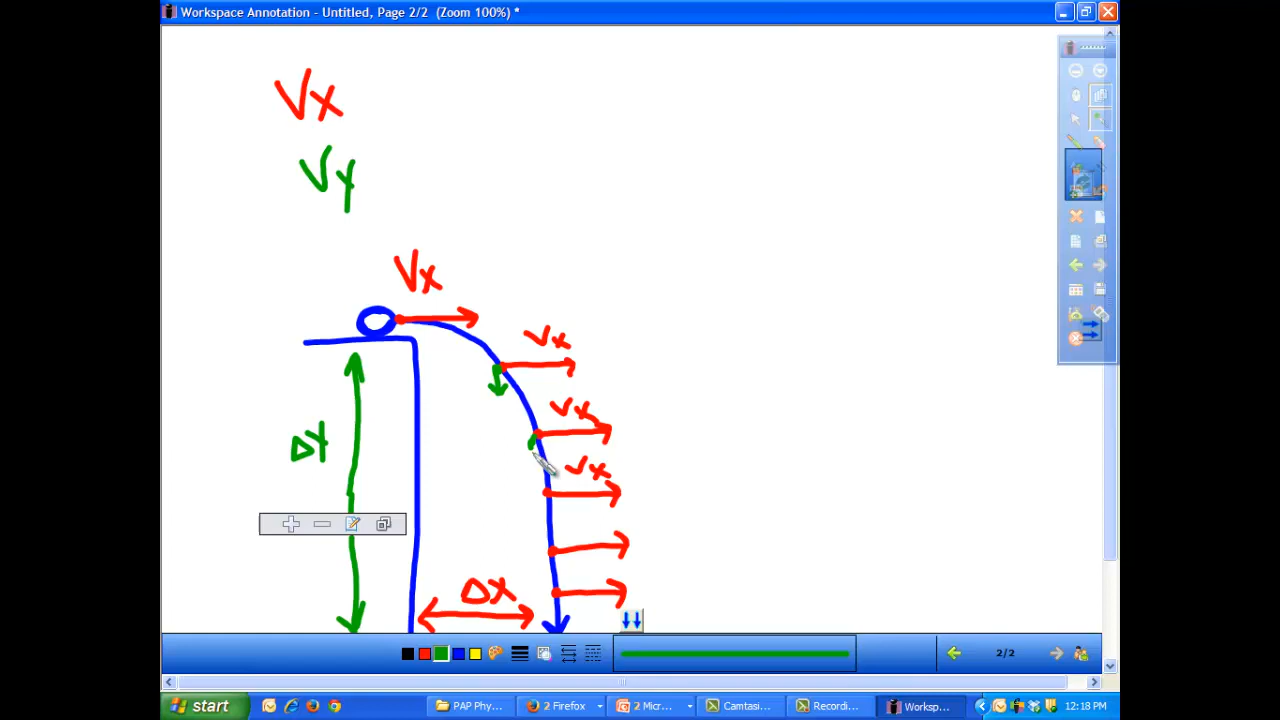 Workspace Annotation - Untitled, Page 2/2 (Zoom 100%) *
Vx
Vy
Vx
Vx
Vx
ΔY
Vx
ΔX
2/2
start
PAP Phy...
2 Firefox
2 Micr...
Camtasi...
Recordi...
Worksp...
12:18 PM